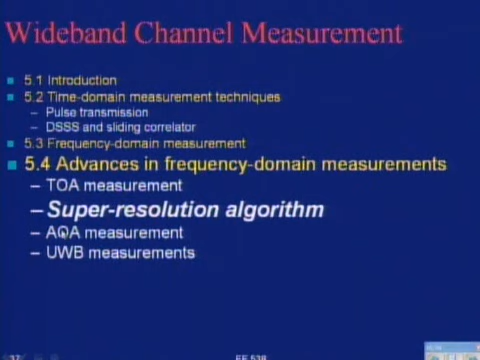 Wideband Channel Measurement
5.1 Introduction
5.2 Time-domain measurement techniques
– Pulse transmission
– DSSS and sliding correlator
5.3 Frequency-domain measurement
5.4 Advances in frequency-domain measurements
– TOA measurement
– Super-resolution algorithm
– AOA measurement
– UWB measurements
37
EE 538